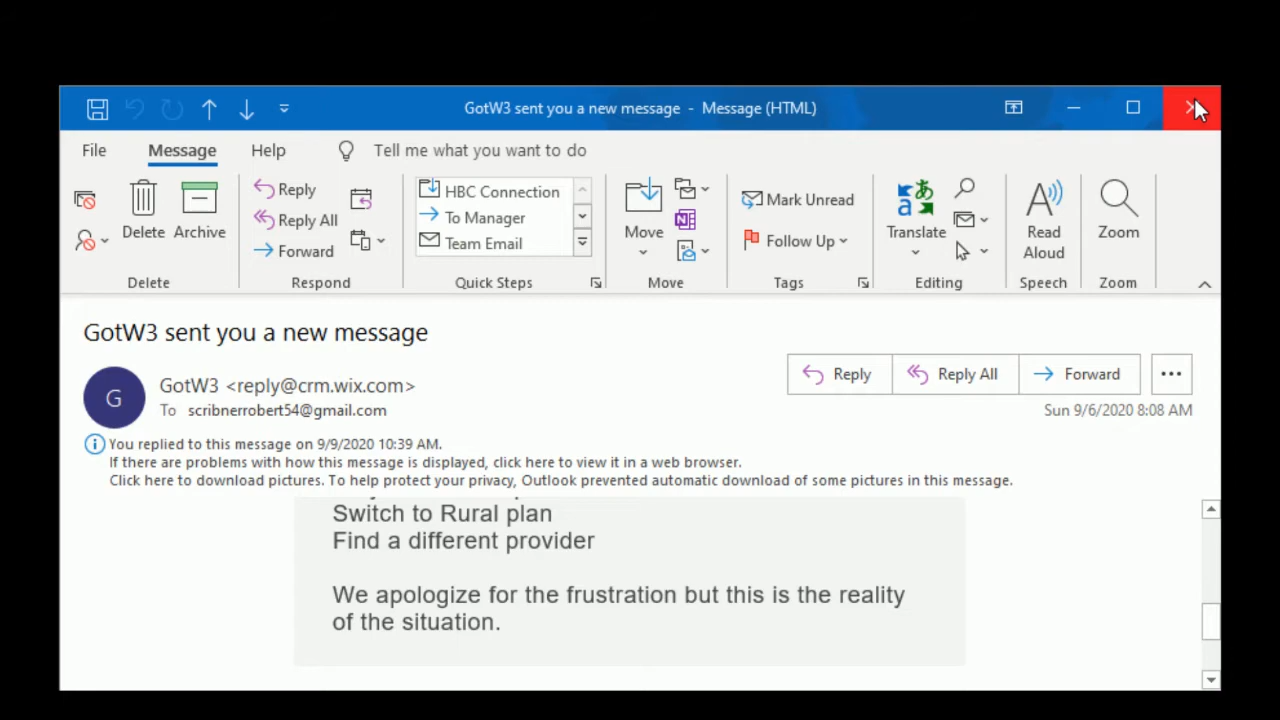 GotW3 sent you a new message - Message (HTML)
File Message Help Tell me what you want to do
Delete
Archive
Delete
Reply
Reply All
Forward
Respond
HBC Connection
To Manager
Team Email
Quick Steps
Move
Move
Mark Unread
Follow Up
Tags
Translate
Editing
Read
Aloud
Speech
Zoom
Zoom
GotW3 sent you a new message
G
GotW3 <reply@crm.wix.com>
To scribnerrobert54@gmail.com
Reply
Reply All
Forward
Sun 9/6/2020 8:08 AM
You replied to this message on 9/9/2020 10:39 AM.
If there are problems with how this message is displayed, click here to view it in a web browser.
Click here to download pictures. To help protect your privacy, Outlook prevented automatic download of some pictures in this message.
Switch to Rural plan
Find a different provider
We apologize for the frustration but this is the reality
of the situation.